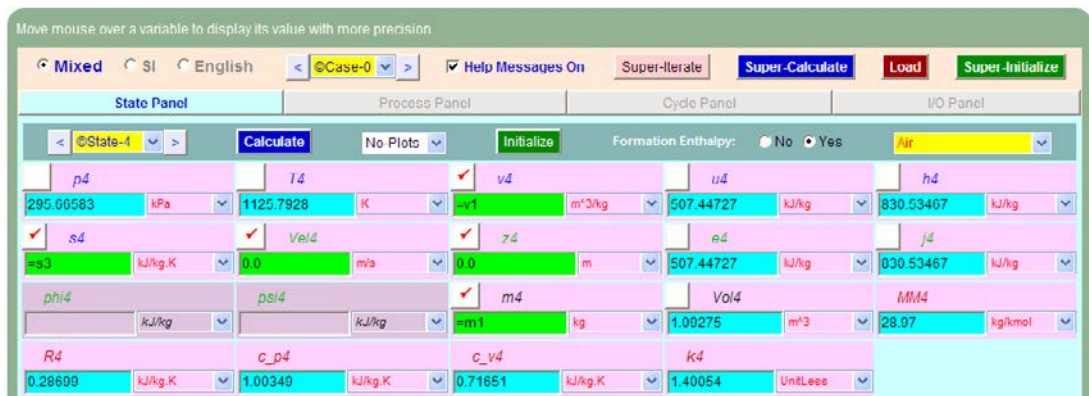 Move mouse over a variable to display its value with more precision
Mixed SI English < ©Case-0 > Help Messages On Super-Iterate Super-Calculate Load Super-Initialize
State Panel Process Panel Cycle Panel I/O Panel
< ©State-4 > Calculate No-Plots Initialize Formation Enthalpy: No Yes Air
p4 T4 v4 u4 h4
295.06583 kPa 1125.7928 K =v1 m^3/kg 507.44727 kJ/kg 830.53467 kJ/kg
s4 Vel4 z4 e4 j4
=s3 kJ/kg.K 0.0 m/s 0.0 m 507.44727 kJ/kg 830.53467 kJ/kg
phi4 psi4 m4 Vol4 MM4
kJ/kg kJ/kg =m1 kg 1.09275 m^3 28.97 kg/kmol
R4 c_p4 c_v4 k4
0.28699 kJ/kg.K 1.00349 kJ/kg.K 0.71651 kJ/kg.K 1.40054 UnitLess